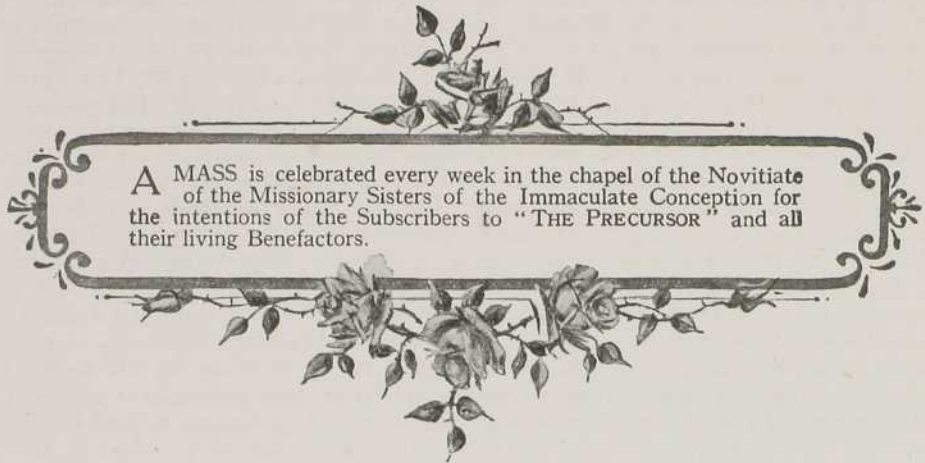 A MASS is celebrated every week in the chapel of the Novitiate
of the Missionary Sisters of the Immaculate Conception for
the intentions of the Subscribers to “THE PRECURSOR” and all
their living Benefactors.